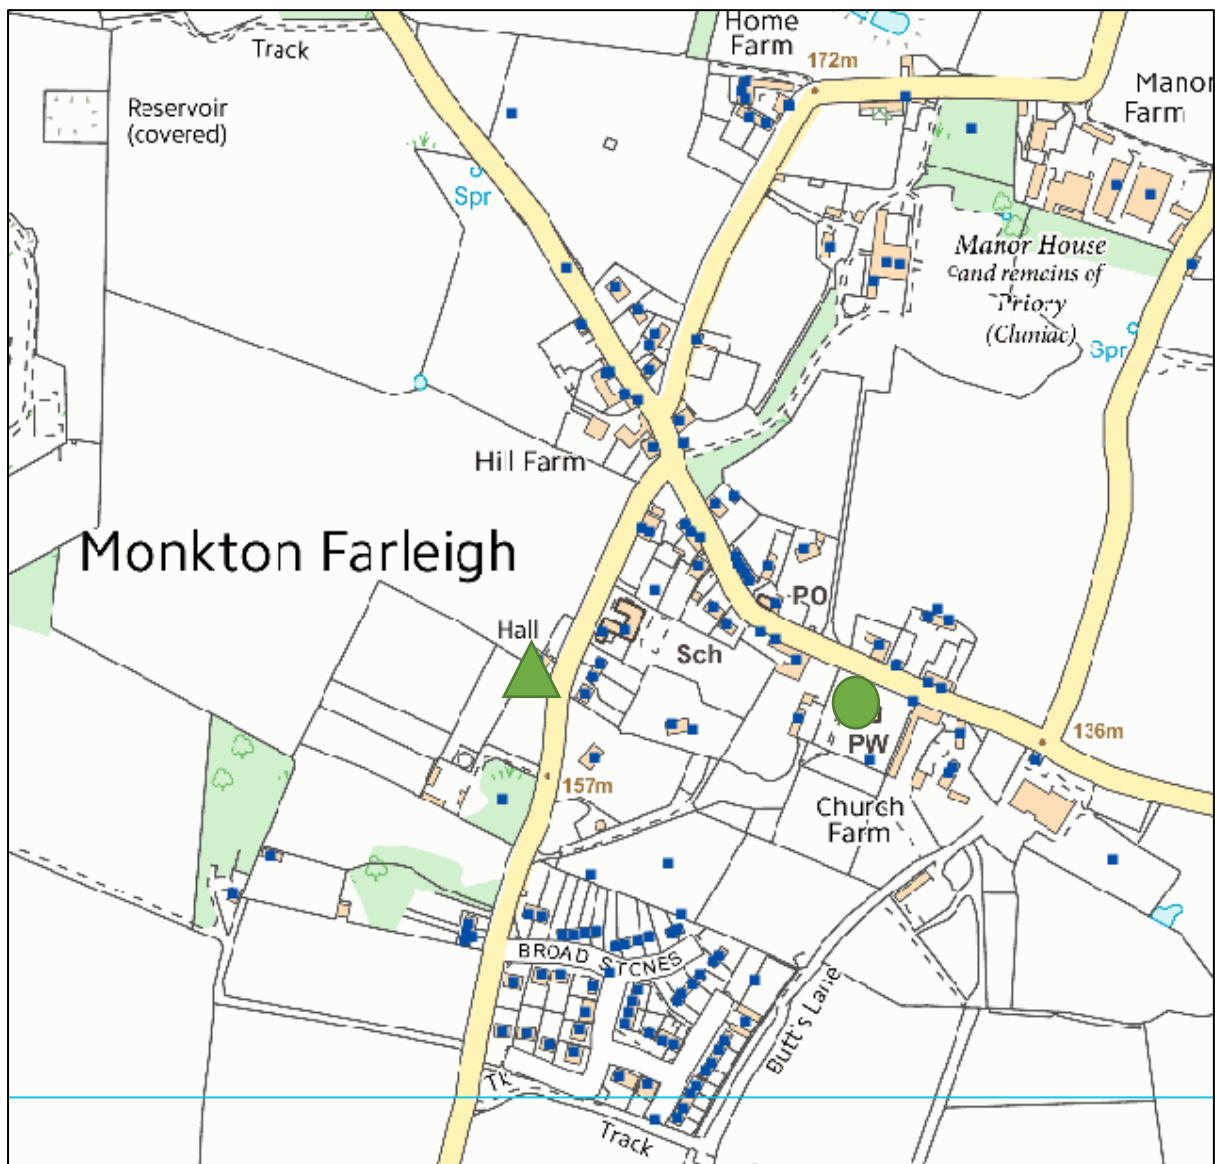 Home
Farm
172m
Track
Manor
Farm
Reservoir
(covered)
Spr
Manor House
and remains of
Priory
(Cluniac)
Spr
Hill Farm
Monkton Farleigh
PO
Hall
Sch
136m
PW
157m
Church
Farm
BROAD STONES
Butt's Lane
Tk
Track